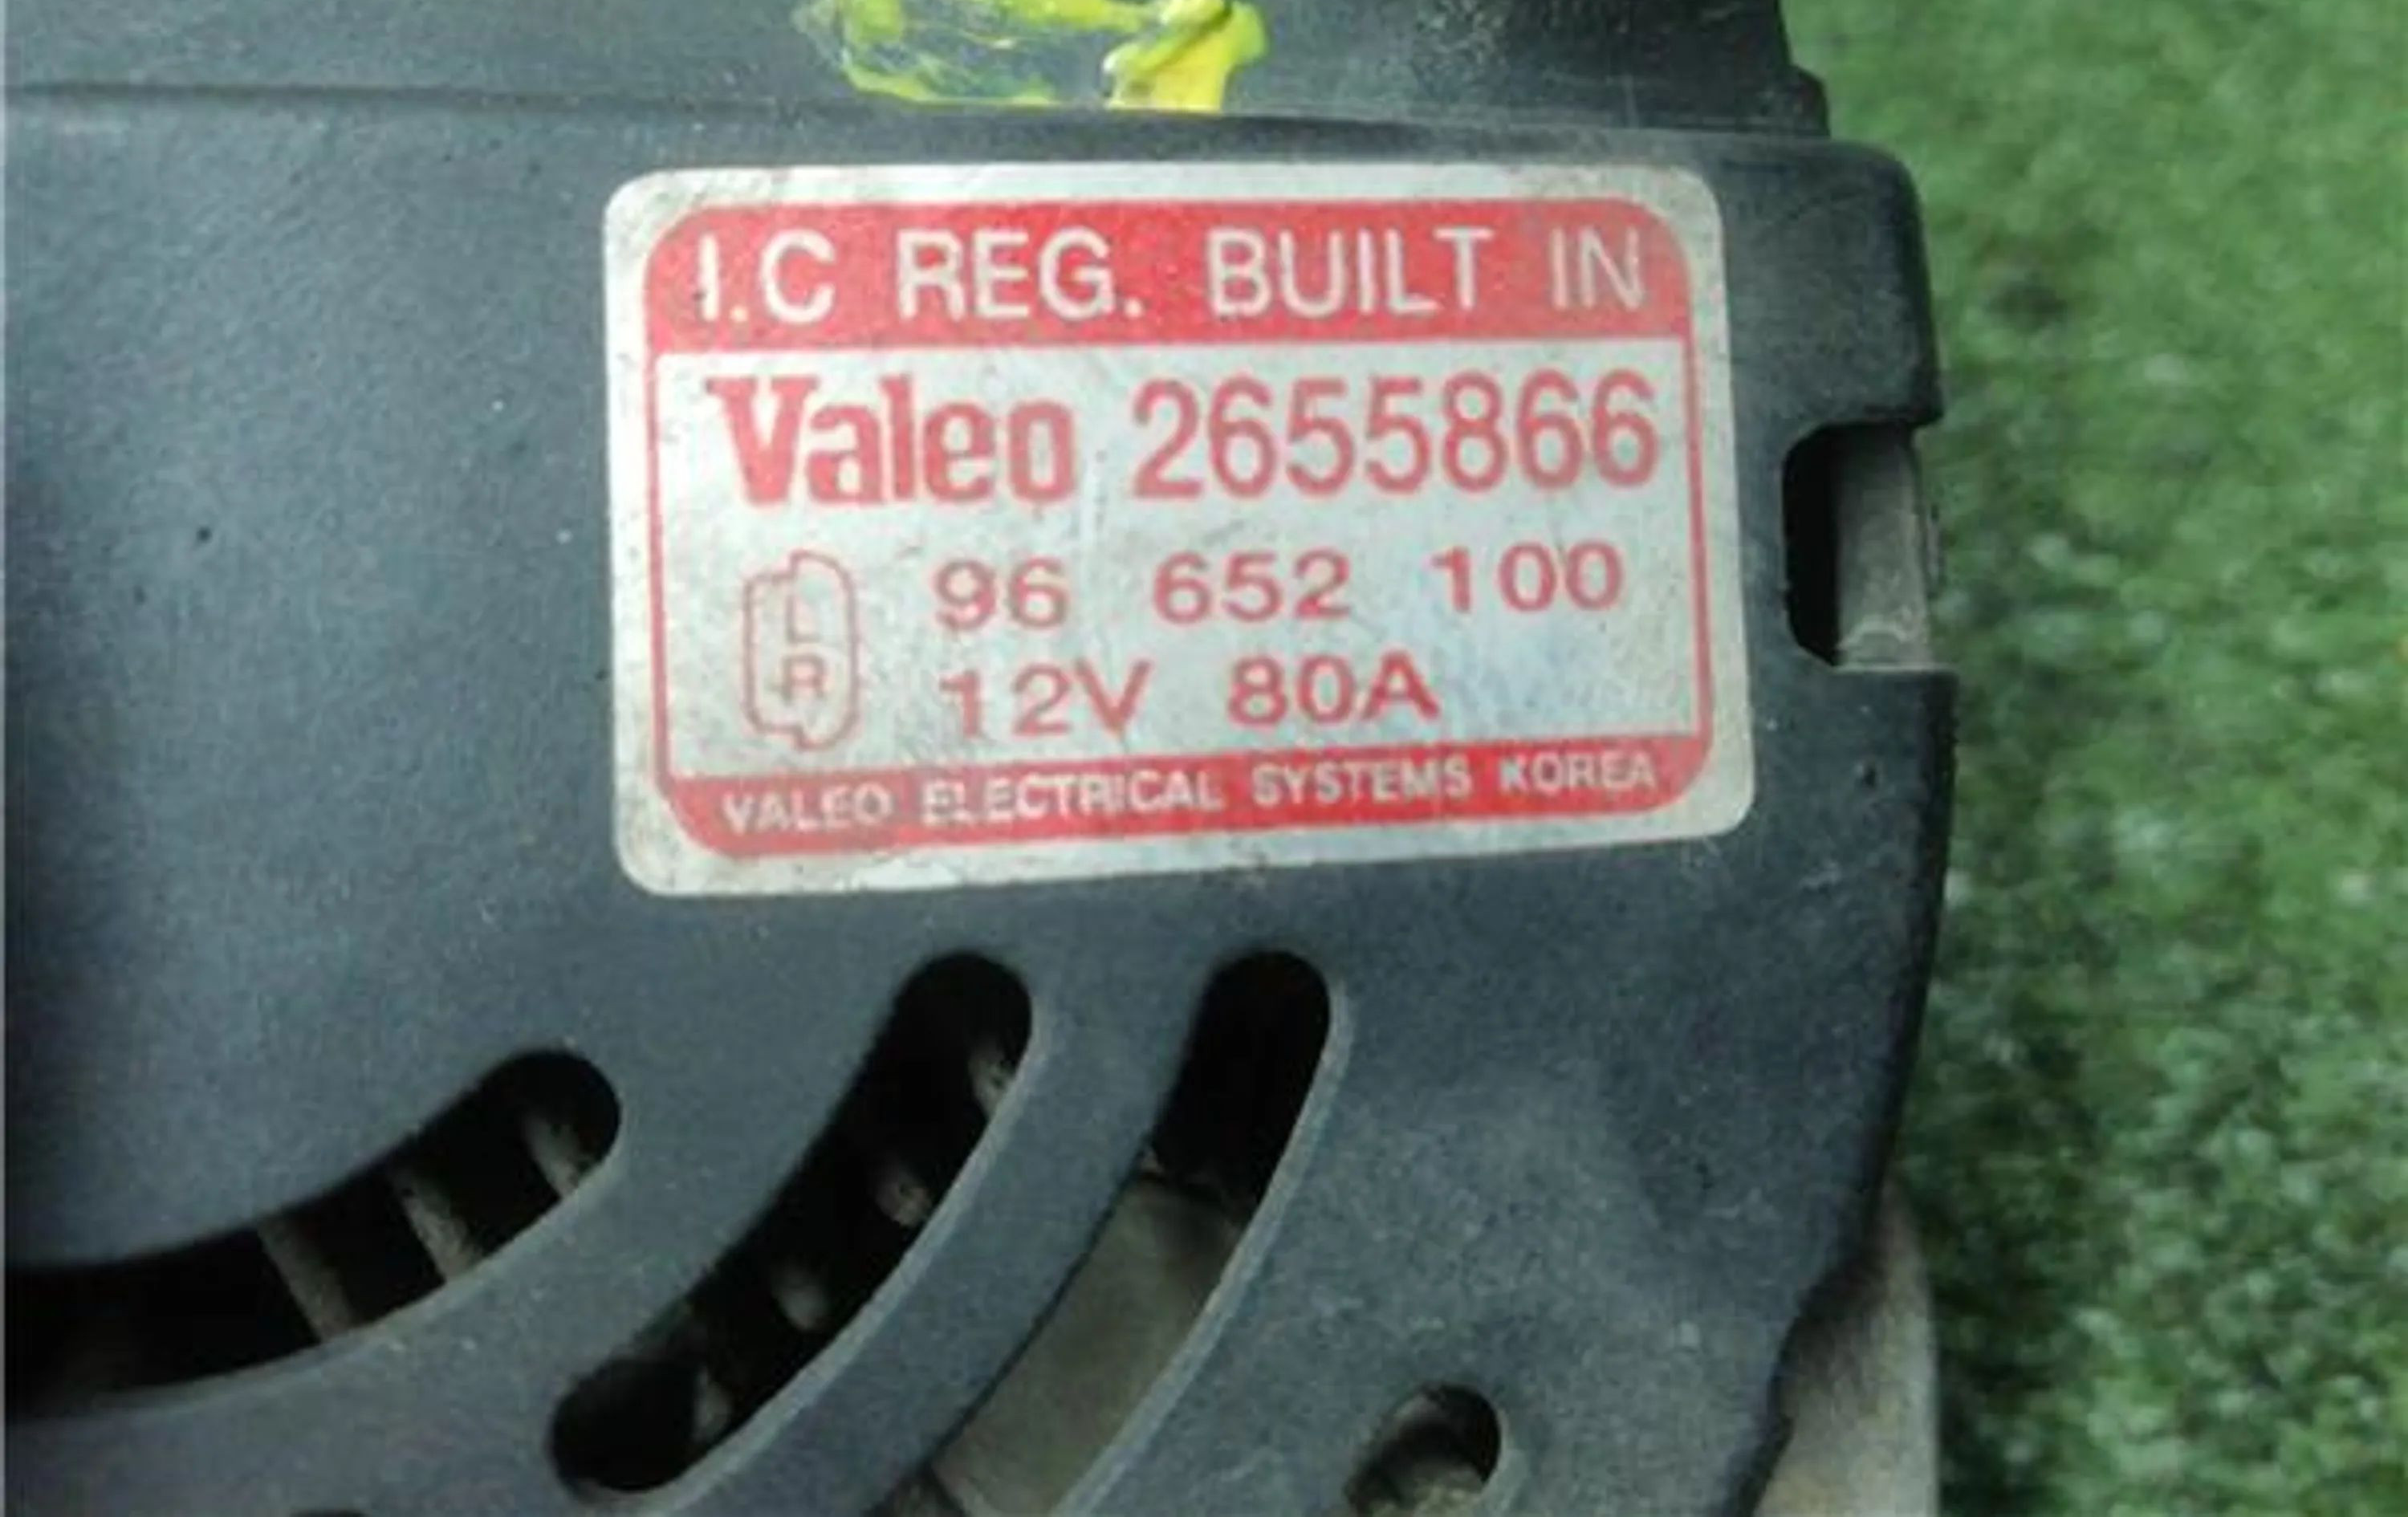 I.C REG. BUILT IN
Valeo 2655866
L 96 652 100
R 12V 80A
VALEO ELECTRICAL SYSTEMS KOREA